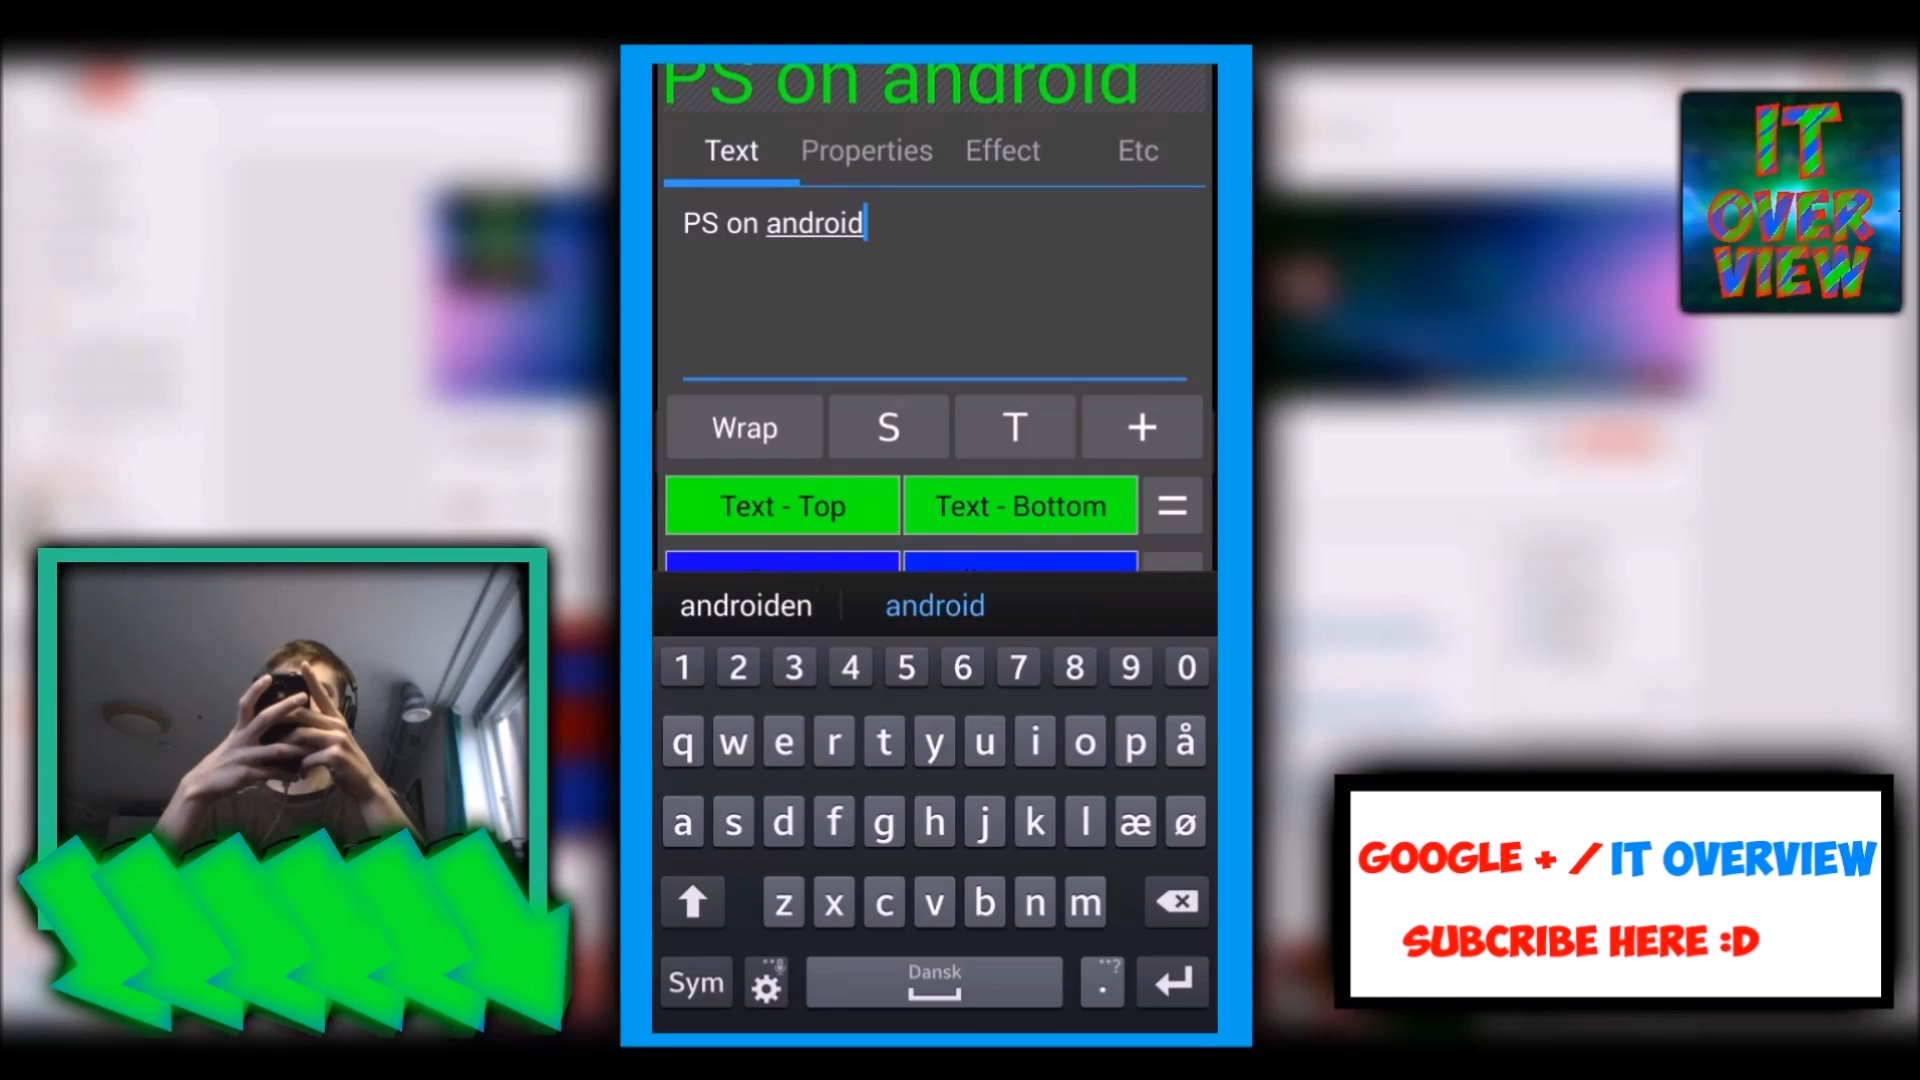 PS on android
Text Properties Effect Etc
PS on android
Wrap S T +
Text - Top Text - Bottom =
androiden android
1 2 3 4 5 6 7 8 9 0
q w e r t y u i o p å
a s d f g h j k l æ ø
z x c v b n m
Sym Dansk .
IT
OVER
VIEW
GOOGLE + / IT OVERVIEW
SUBCRIBE HERE :D